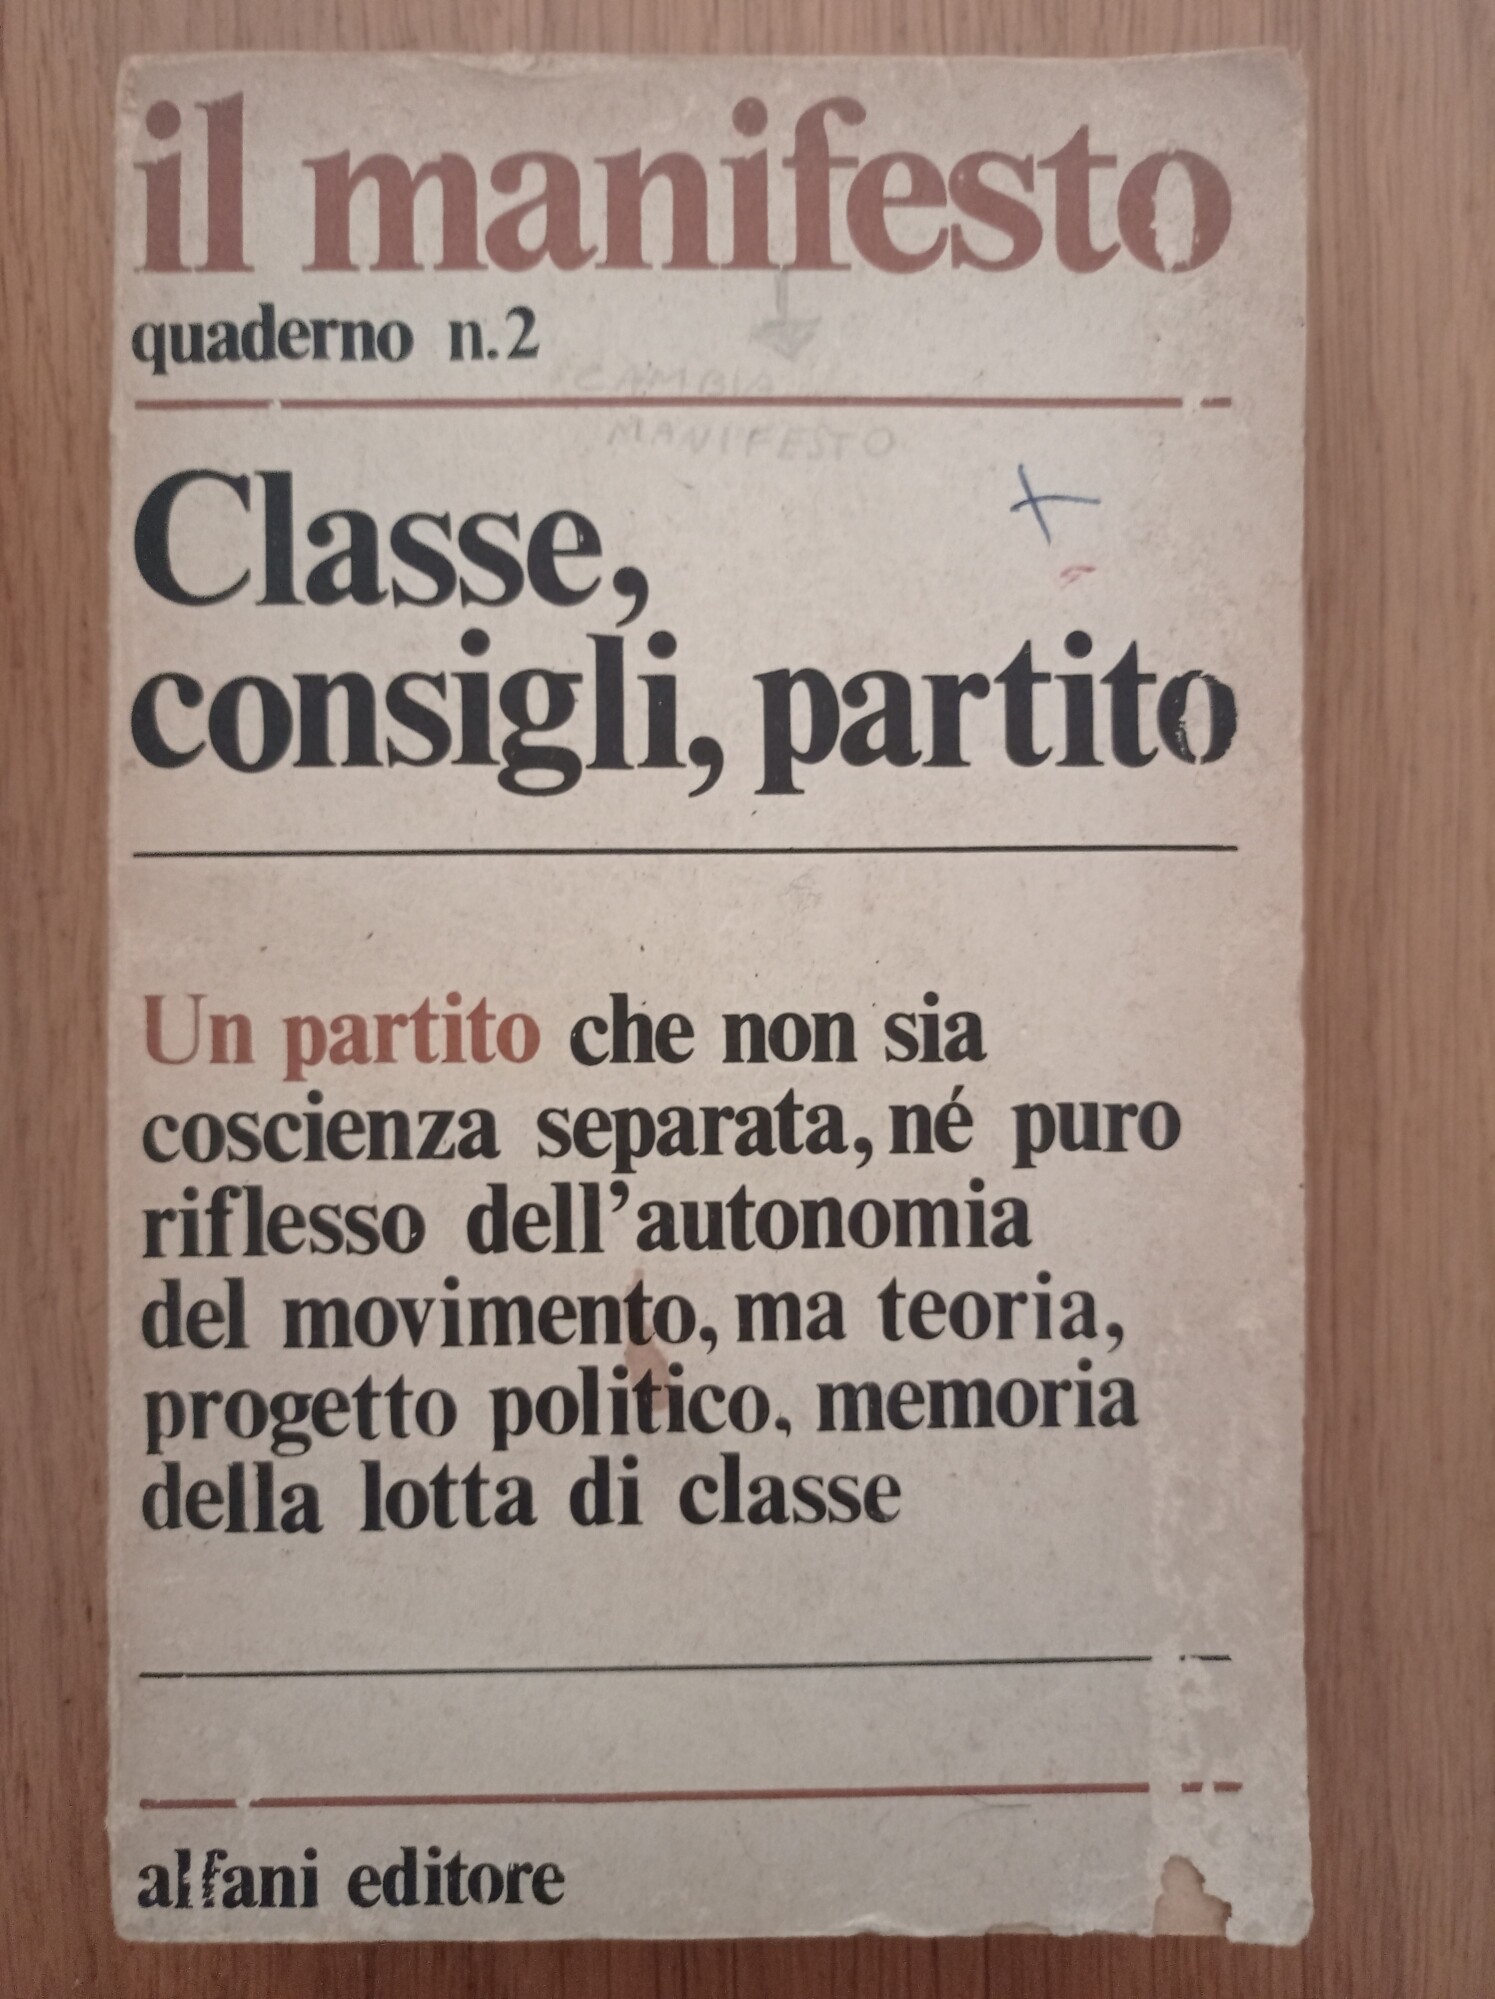 il manifesto
quaderno n.2
CAMBIA
MANIFESTO
Classe,
consigli, partito
Un partito che non sia
coscienza separata, né puro
riflesso dell'autonomia
del movimento, ma teoria,
progetto politico, memoria
della lotta di classe
alfani editore